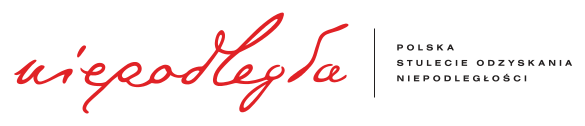 niepodległa
POLSKA
STULECIE ODZYSKANIA
NIEPODLEGŁOŚCI